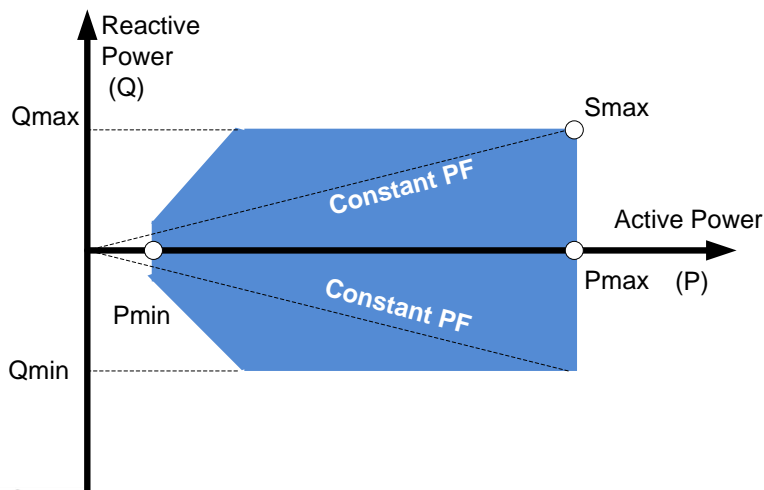 Reactive
Power
(Q)
Qmax
Smax
Constant PF
Active Power
Pmax (P)
Constant PF
Pmin
Qmin